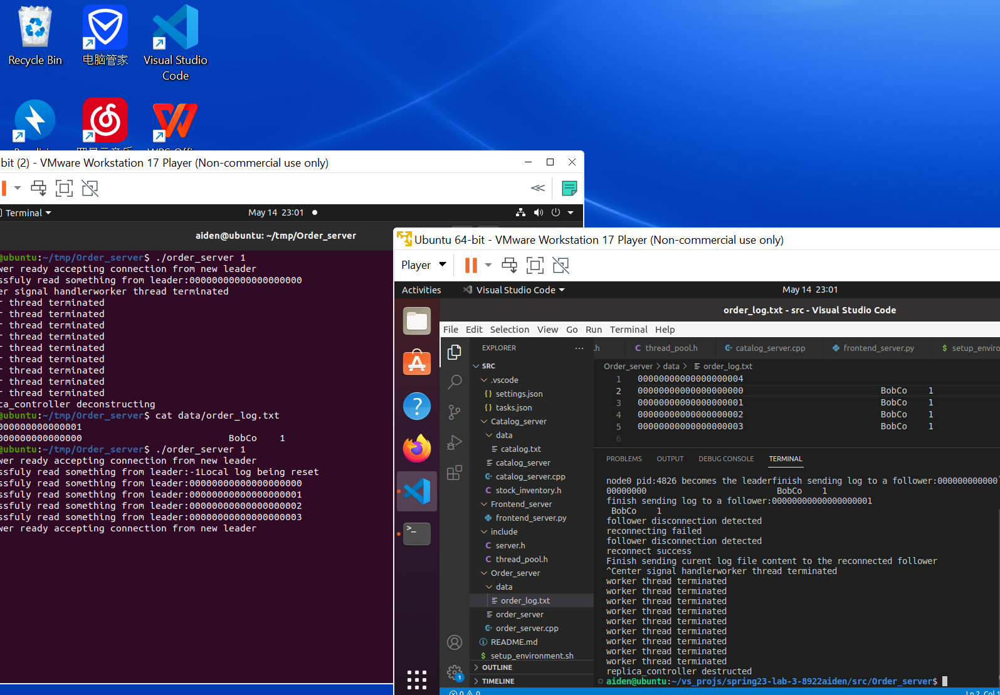 Recycle Bin
电脑管家
Visual Studio
Code
bit (2) - VMware Workstation 17 Player (Non-commercial use only)
Terminal
May 14 23:01
aiden@ubuntu: ~/tmp/Order_server
@ubuntu:~/tmp/Order_server$ ./order_server 1
wer ready accepting connection from new leader
ssfuly read something from leader:00000000000000000000
er signal handlerworker thread terminated
r thread terminated
r thread terminated
r thread terminated
r thread terminated
r thread terminated
r thread terminated
r thread terminated
r thread terminated
r thread terminated
ca_controller deconstructing
@ubuntu:~/tmp/Order_server$ cat data/order_log.txt
000000000000001
000000000000000 BobCo 1
@ubuntu:~/tmp/Order_server$ ./order_server 1
wer ready accepting connection from new leader
ssfuly read something from leader:-1Local log being reset
ssfuly read something from leader:00000000000000000000
ssfuly read something from leader:00000000000000000001
ssfuly read something from leader:00000000000000000002
ssfuly read something from leader:00000000000000000003
wer ready accepting connection from new leader
Ubuntu 64-bit - VMware Workstation 17 Player (Non-commercial use only)
Player
Activities
Visual Studio Code
May 14 23:01
order_log.txt - src - Visual Studio Code
File Edit Selection View Go Run Terminal Help
EXPLORER
SRC
.vscode
settings.json
tasks.json
Catalog_server
data
catalog.txt
catalog_server
catalog_server.cpp
stock_inventory.h
Frontend_server
frontend_server.py
include
server.h
thread_pool.h
Order_server
data
order_log.txt
order_server
order_server.cpp
README.md
setup_environment.sh
OUTLINE
TIMELINE
1
.h thread_pool.h catalog_server.cpp frontend_server.py setup_enviro
Order_server > data > order_log.txt
1 00000000000000000004
2 00000000000000000000 BobCo 1
3 00000000000000000001 BobCo 1
4 00000000000000000002 BobCo 1
5 00000000000000000003 BobCo 1
6
PROBLEMS OUTPUT DEBUG CONSOLE TERMINAL
node0 pid:4826 becomes the leaderfinish sending log to a follower:000000000000
00000000 BobCo 1
finish sending log to a follower:00000000000000000001
BobCo 1
follower disconnection detected
reconnecting failed
follower disconnection detected
reconnect success
Finish sending curent log file content to the reconnected follower
^Center signal handlerworker thread terminated
worker thread terminated
worker thread terminated
worker thread terminated
worker thread terminated
worker thread terminated
worker thread terminated
worker thread terminated
worker thread terminated
worker thread terminated
replica_controller destructed
aiden@ubuntu:~/vs_projs/spring23-lab-3-8922aiden/src/Order_server$